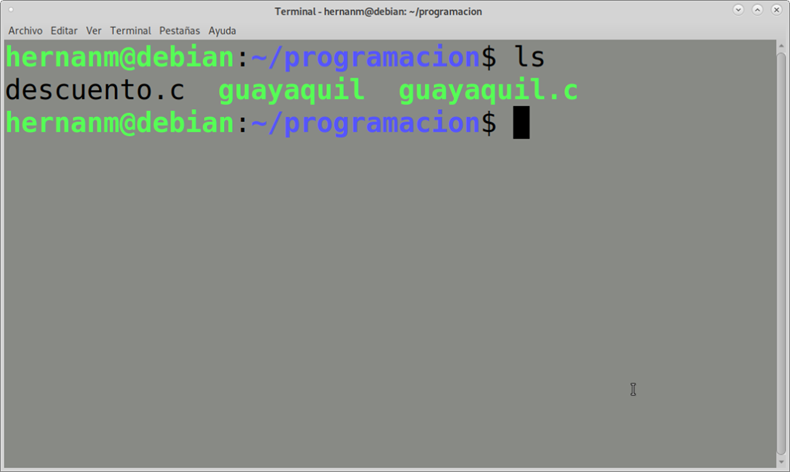 Terminal - hernanm@debian: ~/programacion
Archivo Editar Ver Terminal Pestañas Ayuda
hernanm@debian:~/programacion$ ls
descuento.c guayaquil guayaquil.c
hernanm@debian:~/programacion$